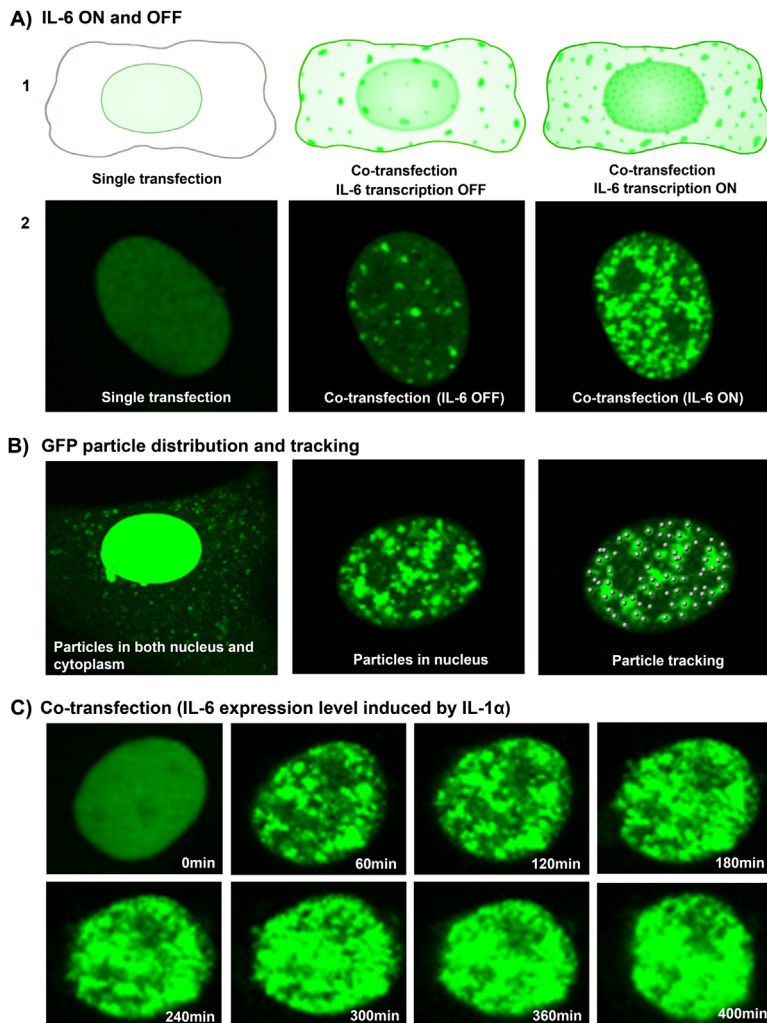 A) IL-6 ON and OFF
1
Single transfection
Co-transfection
IL-6 transcription OFF
Co-transfection
IL-6 transcription ON
2
Single transfection
Co-transfection (IL-6 OFF)
Co-transfection (IL-6 ON)
B) GFP particle distribution and tracking
Particles in both nucleus and
cytoplasm
Particles in nucleus
Particle tracking
C) Co-transfection (IL-6 expression level induced by IL-1α)
0min
60min
120min
180min
240min
300min
360min
400min